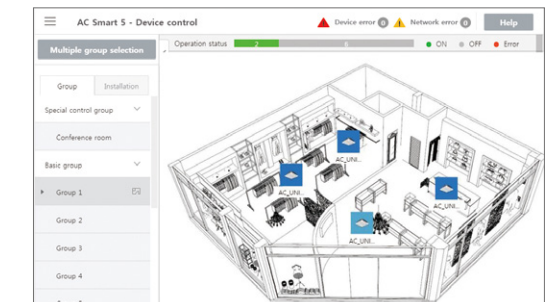 AC Smart 5 - Device control
Device error 0
Network error 0
Help
Multiple group selection
Operation status
2
ON
OFF
Error
Group
Installation
Special control group
Conference room
Basic group
Group 1
Group 2
Group 3
Group 4
AC_UNI...
AC_UNI...
AC_UNI...
AC_UNI...